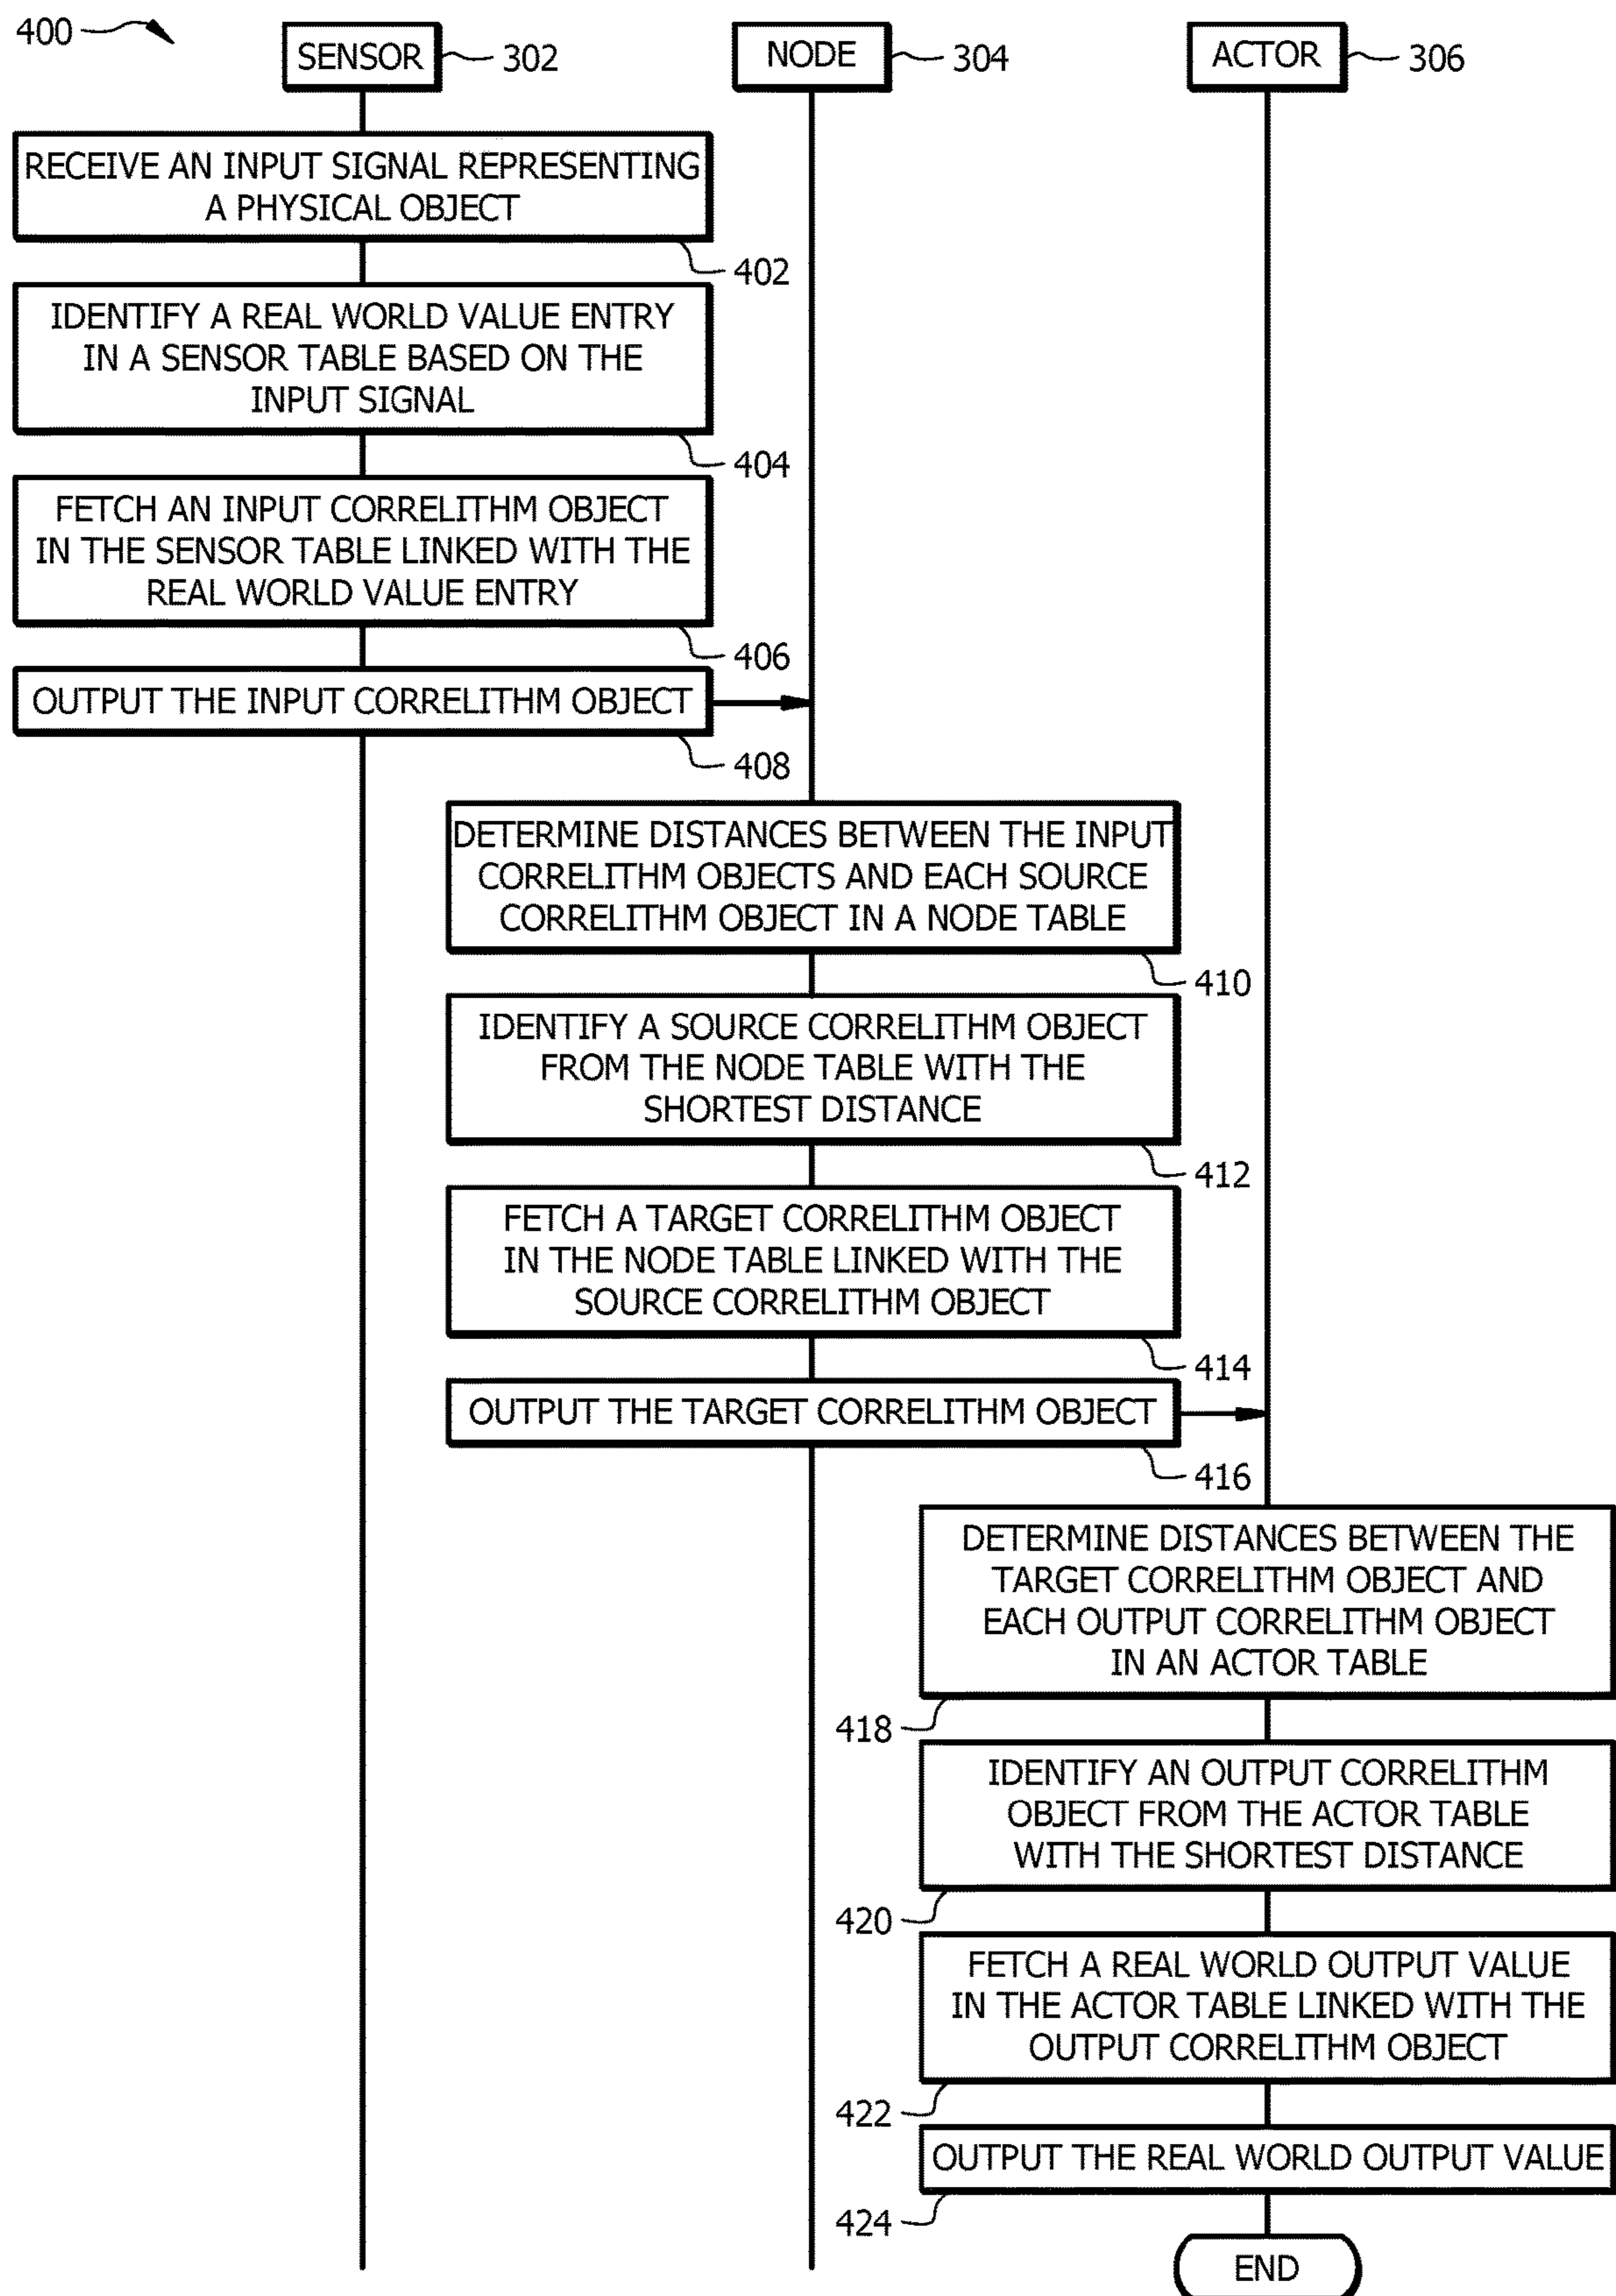 400
SENSOR
302
NODE
304
ACTOR
306
RECEIVE AN INPUT SIGNAL REPRESENTING
A PHYSICAL OBJECT
402
IDENTIFY A REAL WORLD VALUE ENTRY
IN A SENSOR TABLE BASED ON THE
INPUT SIGNAL
404
FETCH AN INPUT CORRELITHM OBJECT
IN THE SENSOR TABLE LINKED WITH THE
REAL WORLD VALUE ENTRY
406
OUTPUT THE INPUT CORRELITHM OBJECT
408
DETERMINE DISTANCES BETWEEN THE INPUT
CORRELITHM OBJECTS AND EACH SOURCE
CORRELITHM OBJECT IN A NODE TABLE
410
IDENTIFY A SOURCE CORRELITHM OBJECT
FROM THE NODE TABLE WITH THE
SHORTEST DISTANCE
412
FETCH A TARGET CORRELITHM OBJECT
IN THE NODE TABLE LINKED WITH THE
SOURCE CORRELITHM OBJECT
414
OUTPUT THE TARGET CORRELITHM OBJECT
416
DETERMINE DISTANCES BETWEEN THE
TARGET CORRELITHM OBJECT AND
EACH OUTPUT CORRELITHM OBJECT
IN AN ACTOR TABLE
418
IDENTIFY AN OUTPUT CORRELITHM
OBJECT FROM THE ACTOR TABLE
WITH THE SHORTEST DISTANCE
420
FETCH A REAL WORLD OUTPUT VALUE
IN THE ACTOR TABLE LINKED WITH THE
OUTPUT CORRELITHM OBJECT
422
OUTPUT THE REAL WORLD OUTPUT VALUE
424
END